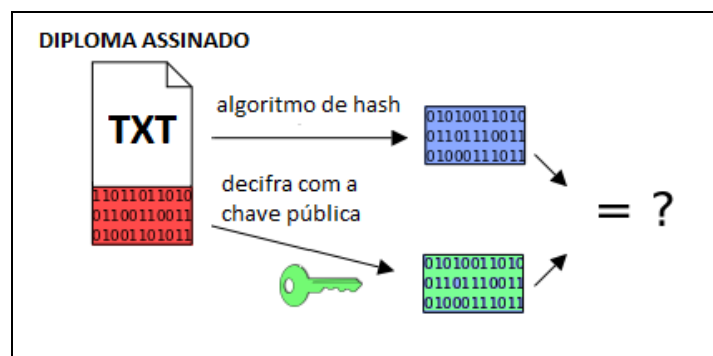 DIPLOMA ASSINADO
TXT
11011011010
01100110011
01001101011
algoritmo de hash
01010011010
01101110011
01000111011
decifra com a
chave pública
01010011010
01101110011
01000111011
= ?